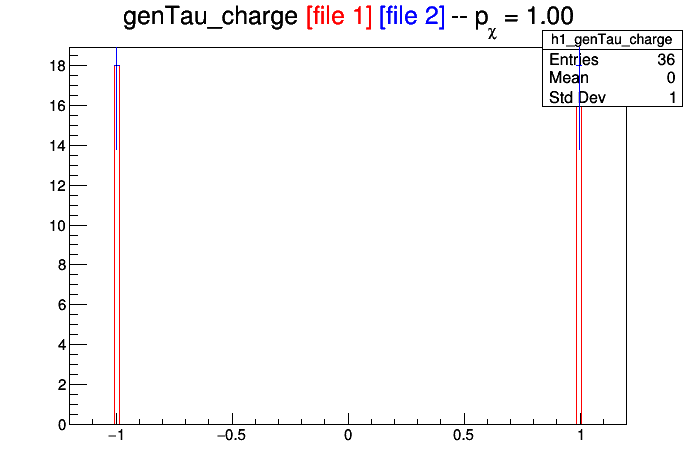 genTau_charge [file 1] [file 2] -- pχ = 1.00
h1_genTau_charge
Entries 36
Mean 0
Std Dev 1
18
16
14
12
10
8
6
4
2
0
−1 −0.5 0 0.5 1